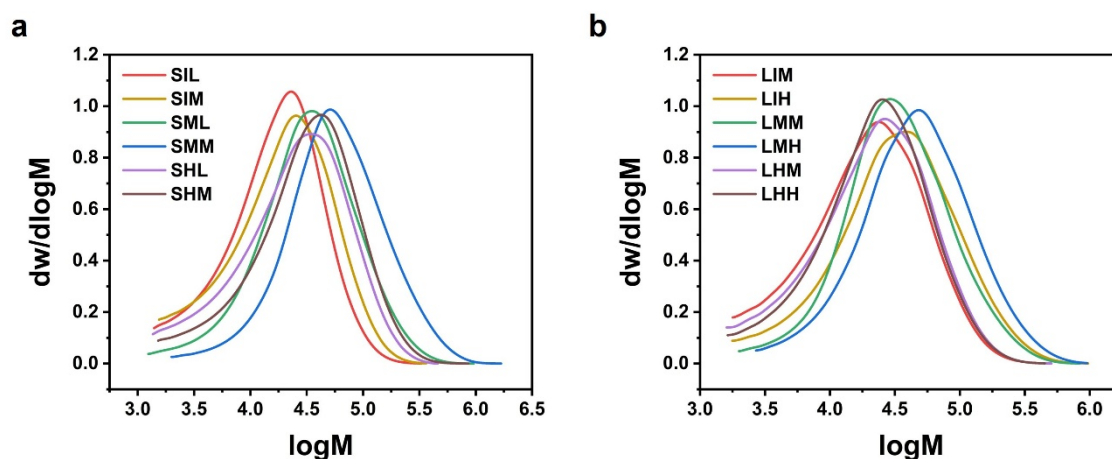 a
1.2
1.0
0.8
0.6
0.4
0.2
0.0
dw/dlogM
SIL
SIM
SML
SMM
SHL
SHM
3.0 3.5 4.0 4.5 5.0 5.5 6.0 6.5
logM
b
1.2
1.0
0.8
0.6
0.4
0.2
0.0
dw/dlogM
LIM
LIH
LMM
LMH
LHM
LHH
3.0 3.5 4.0 4.5 5.0 5.5 6.0
logM